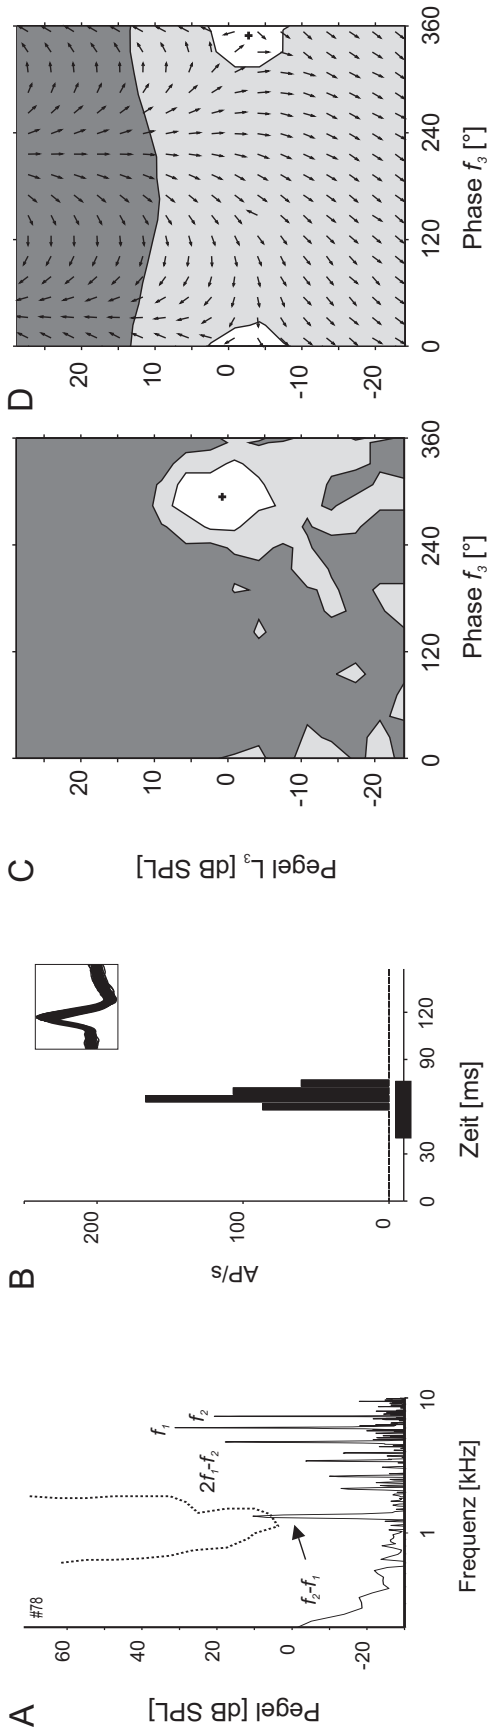 A
#78
60
40
20
0
-20
Pegel [dB SPL]
f1
f2
2f1-f2
f2-f1
1
10
Frequenz [kHz]
B
200
100
0
AP/s
0
30
90
120
Zeit [ms]
C
20
10
0
-10
-20
Pegel L3 [dB SPL]
0
120
240
360
Phase f3 [°]
D
20
10
0
-10
-20
0
120
240
360
Phase f3 [°]